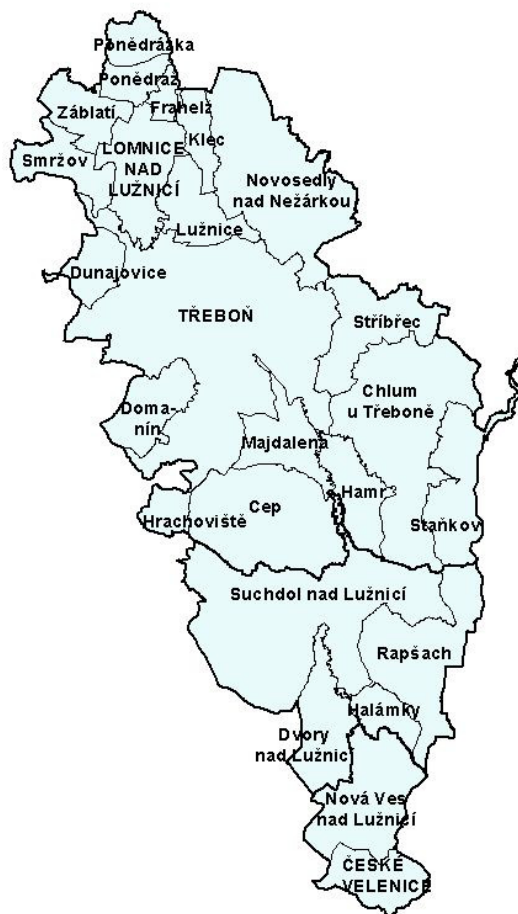 Ponědrážka
Ponědraž
Záblatí
Frahelž
Klec
Smržov
LOMNICE
NAD
LUŽNICÍ
Novosedly
nad Nežárkou
Lužnice
Dunajovice
TŘEBOŇ
Stříbřec
Chlum
u Třeboně
Doma-
nín
Majdalena
Hamr
Cep
Hrachoviště
Staňkov
Suchdol nad Lužnicí
Rapšach
Halámky
Dvory
nad Lužnicí
Nová Ves
nad Lužnicí
ČESKÉ
VELENICE